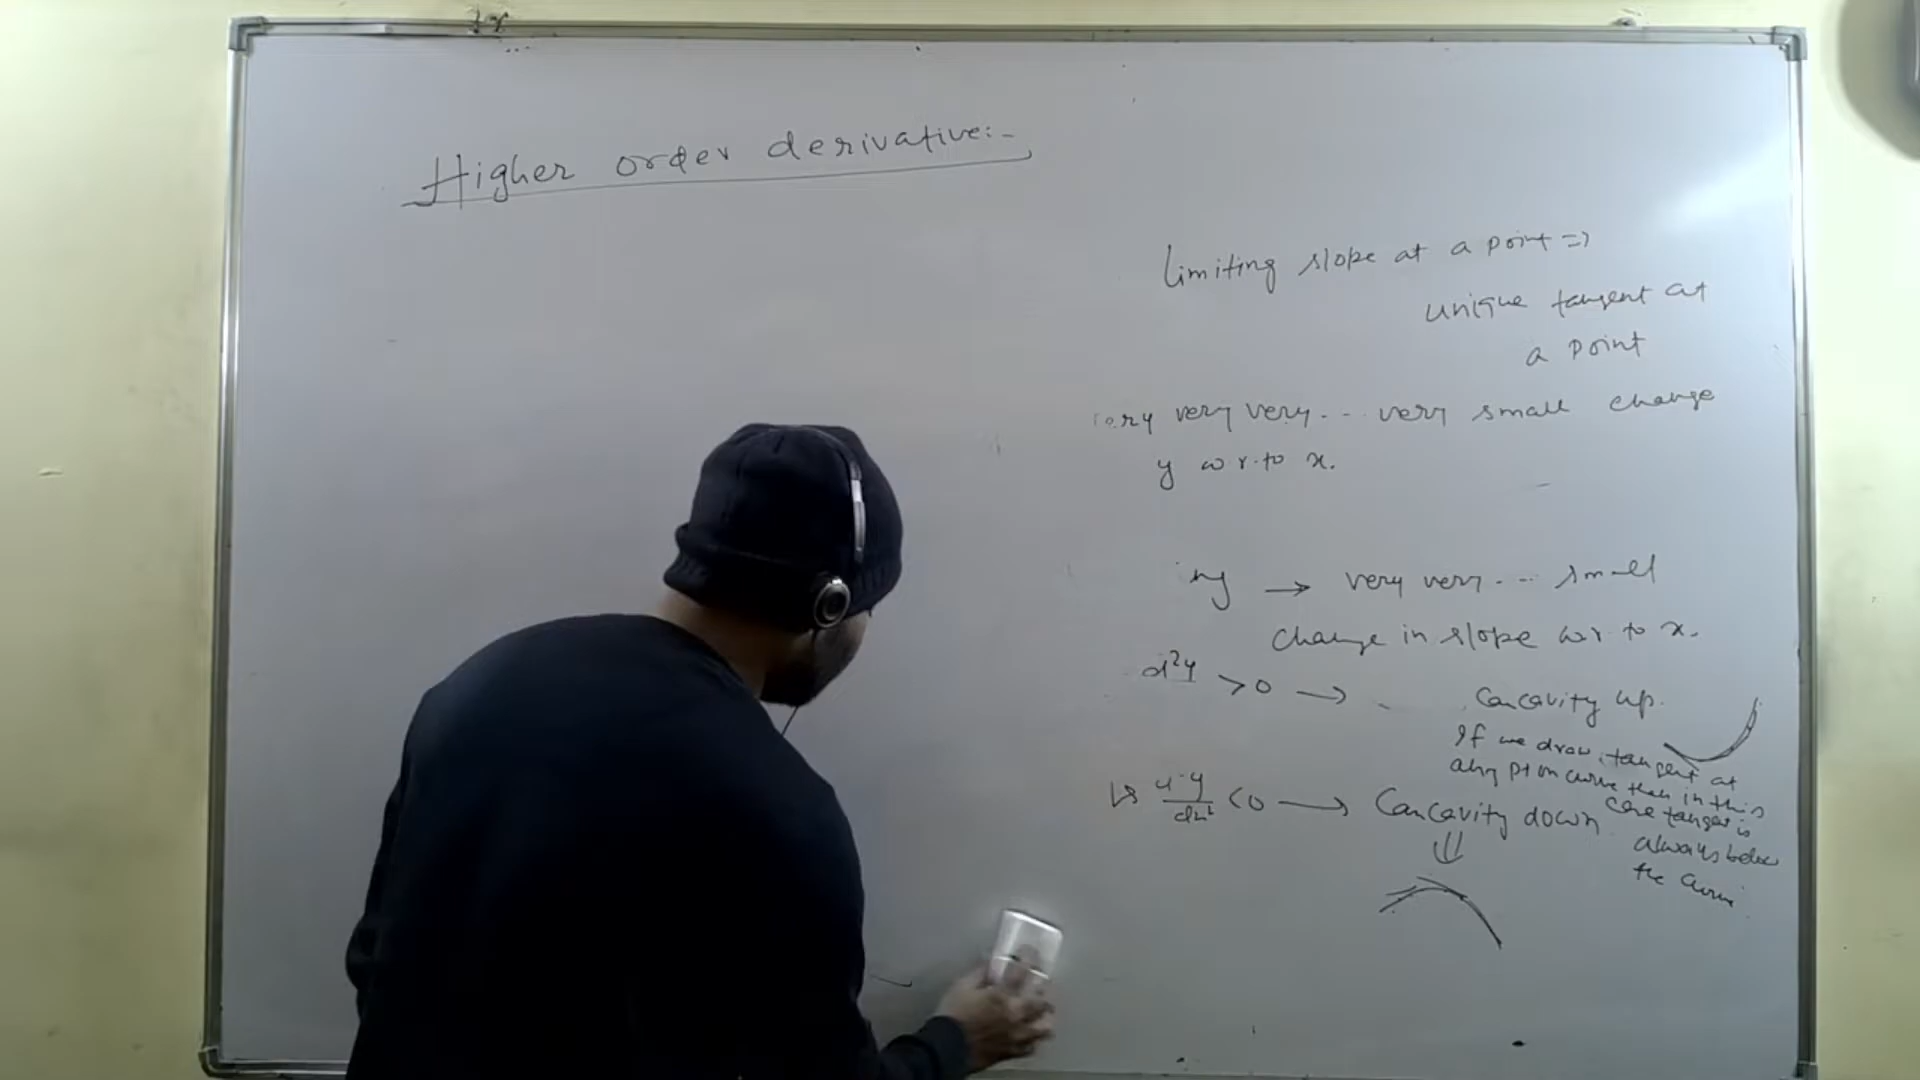 Higher order derivative:-
limiting slope at a point =>
unique tangent at
a point
very very... very small change
y w r. to x.
→ very very... small
change in slope w r. to x.
d²y > 0 → concavity up.
If we draw tangent at
any pt on curve then in this
case tangent is
always below
the curve.
y
dx² < 0 → Concavity down
⇓